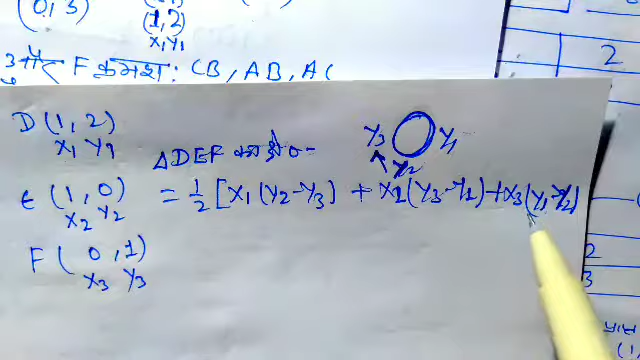 (0,3)
(1,2)
x₁ y₁
F क्रमशः: CB, AB, AC
2
D (1, 2)
x₁ y₁
y₃ y₁
y₂
ΔDEF का क्षे०-
E (1, 0)
x₂ y₂
= 1/2 [x₁ (y₂-y₃) + x₂ (y₃-y₁) + x₃ (y₁-y₂)
F ( 0, 1)
x₃ y₃
2
3